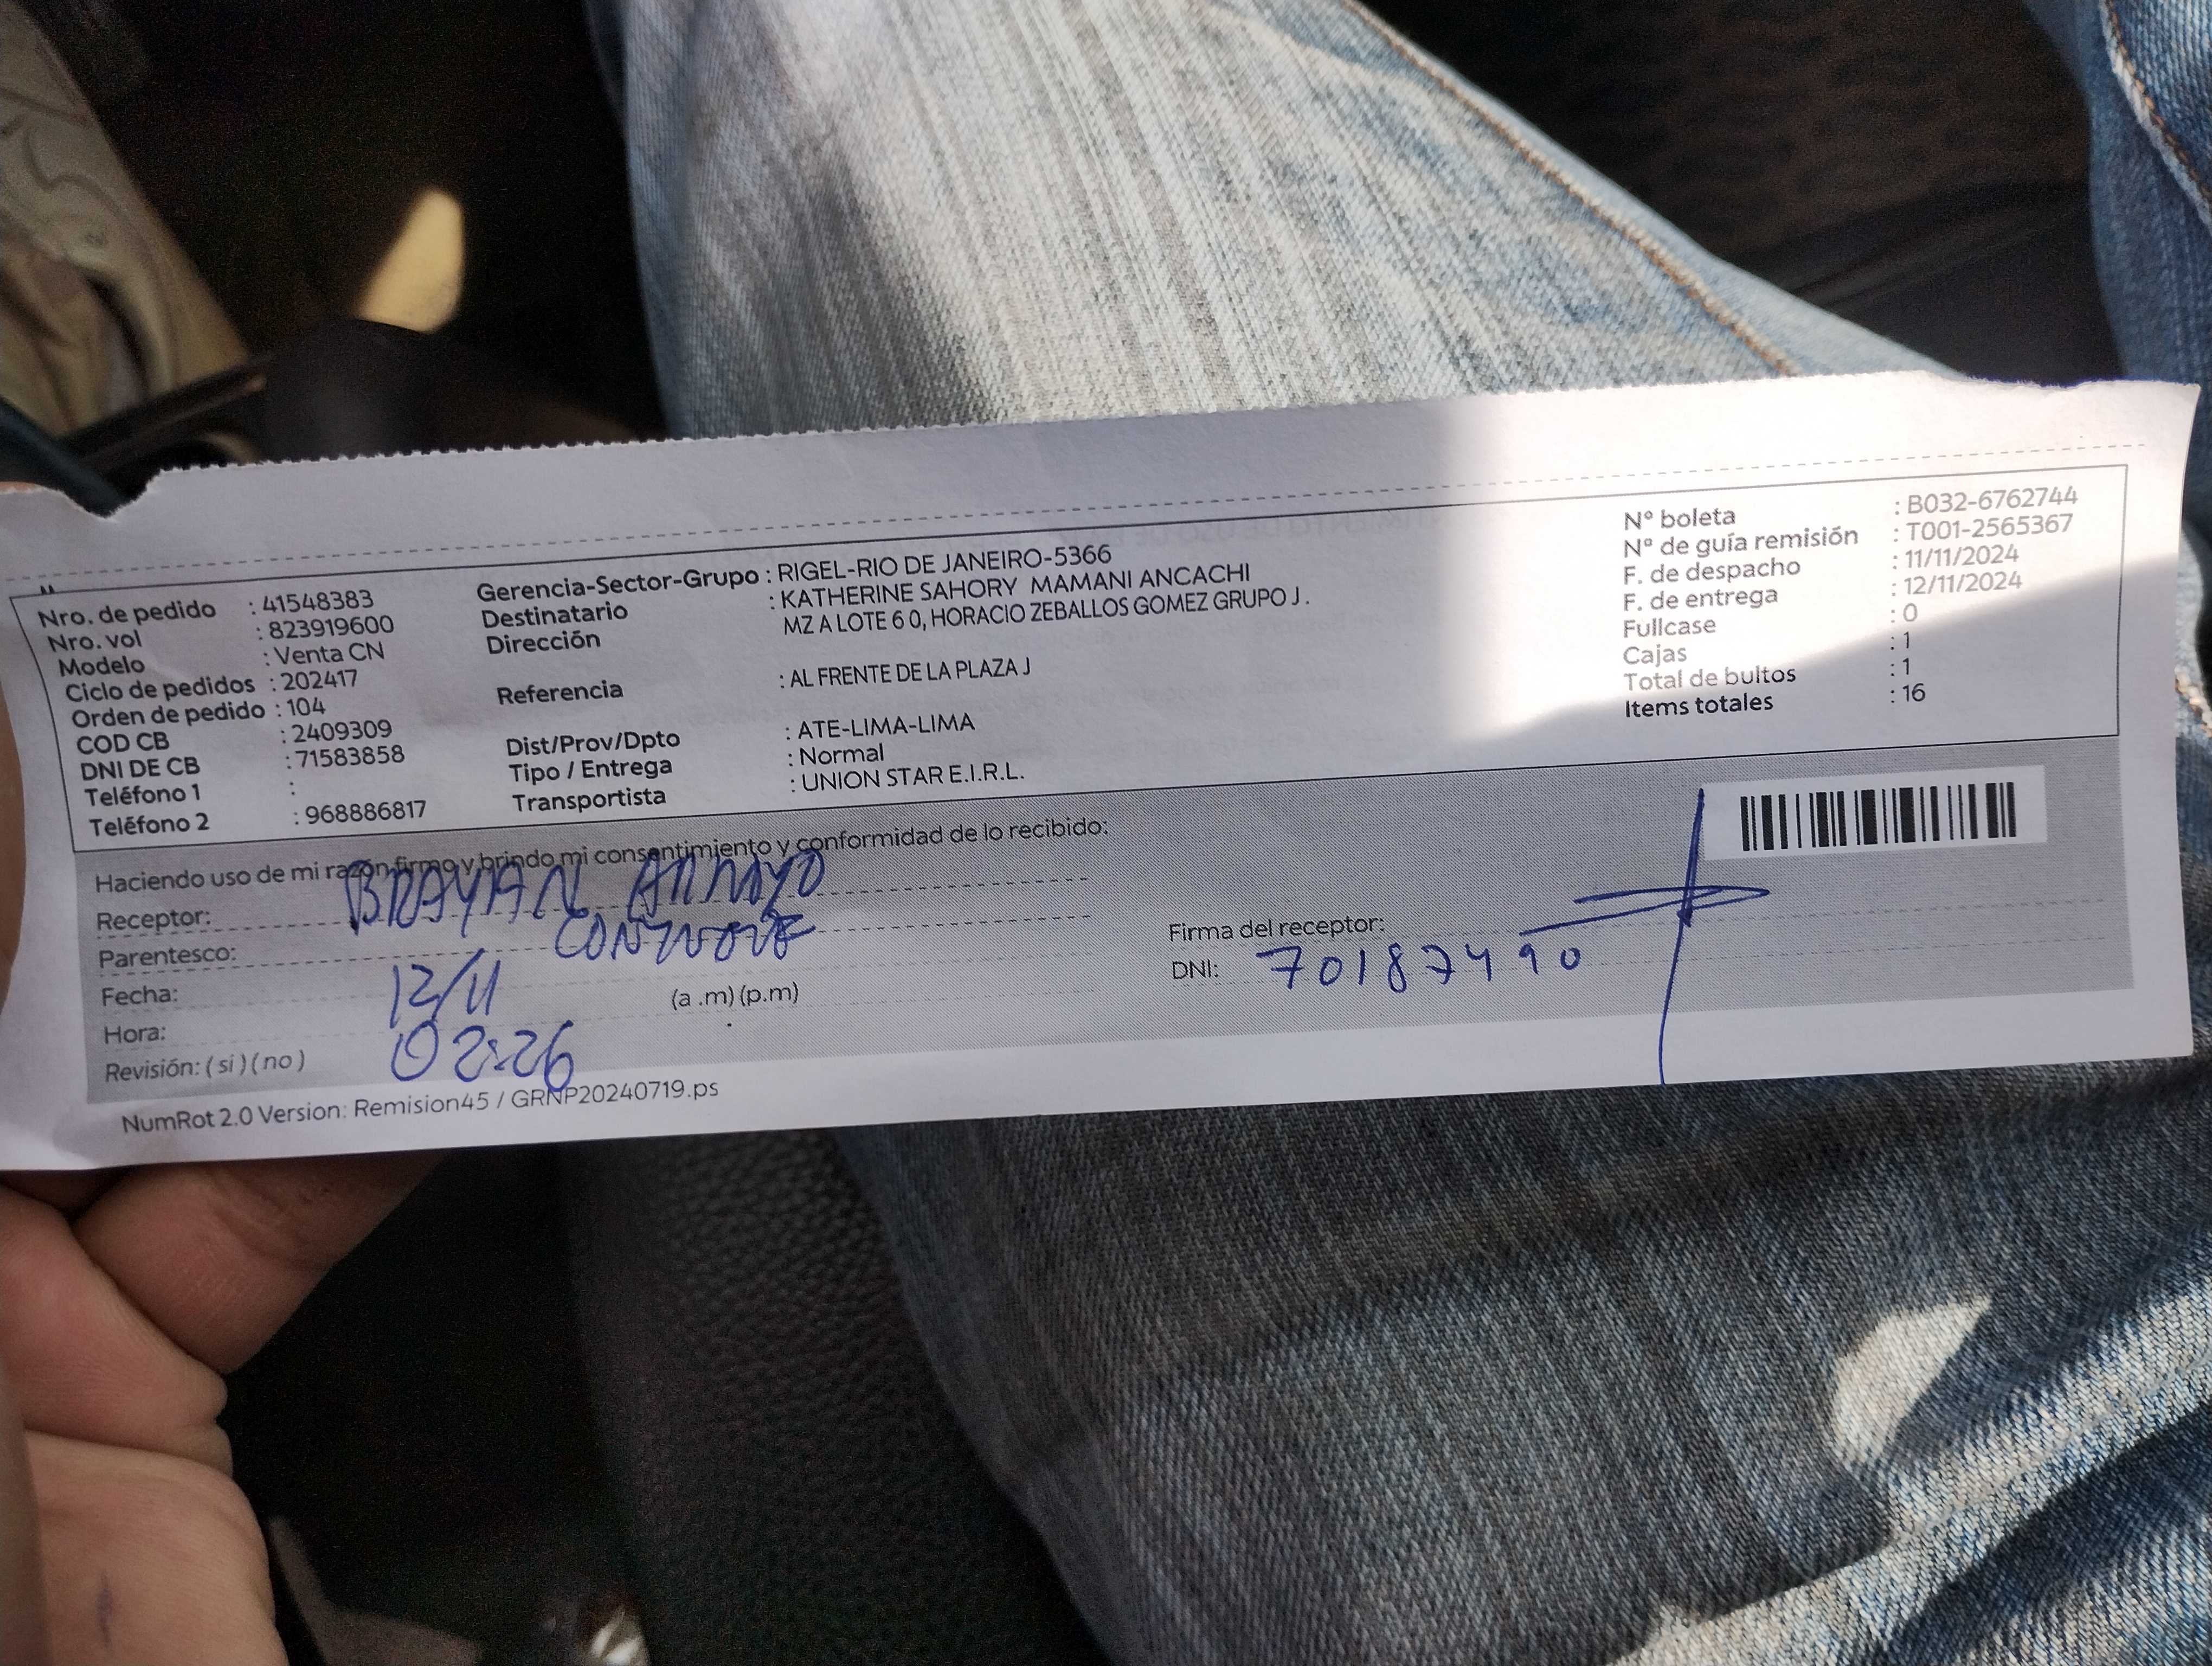 Nro. de pedido : 41548383
Nro. vol : 823919600
Modelo : Venta CN
Ciclo de pedidos : 202417
Orden de pedido : 104
COD CB : 2409309
DNI DE CB : 71583858
Teléfono 1 :
Teléfono 2 : 968886817
Gerencia-Sector-Grupo : RIGEL-RIO DE JANEIRO-5366
Destinatario : KATHERINE SAHORY MAMANI ANCACHI
Dirección MZ A LOTE 6 0, HORACIO ZEBALLOS GOMEZ GRUPO J .
Referencia : AL FRENTE DE LA PLAZA J
Dist/Prov/Dpto : ATE-LIMA-LIMA
Tipo / Entrega : Normal
Transportista : UNION STAR E.I.R.L.
N° boleta : B032-6762744
N° de guía remisión : T001-2565367
F. de despacho : 11/11/2024
F. de entrega : 12/11/2024
Fullcase : 0
Cajas : 1
Total de bultos : 1
Items totales : 16
Haciendo uso de mi razón firmo y brindo mi consentimiento y conformidad de lo recibido:
Receptor: BRAYAN ARROYO
Parentesco:
Fecha: 12/11 (a .m) (p.m)
Hora: 02:26
Revisión: ( si ) ( no )
Firma del receptor:
DNI: 70187490
NumRot 2.0 Version: Remision45 / GRNP20240719.ps